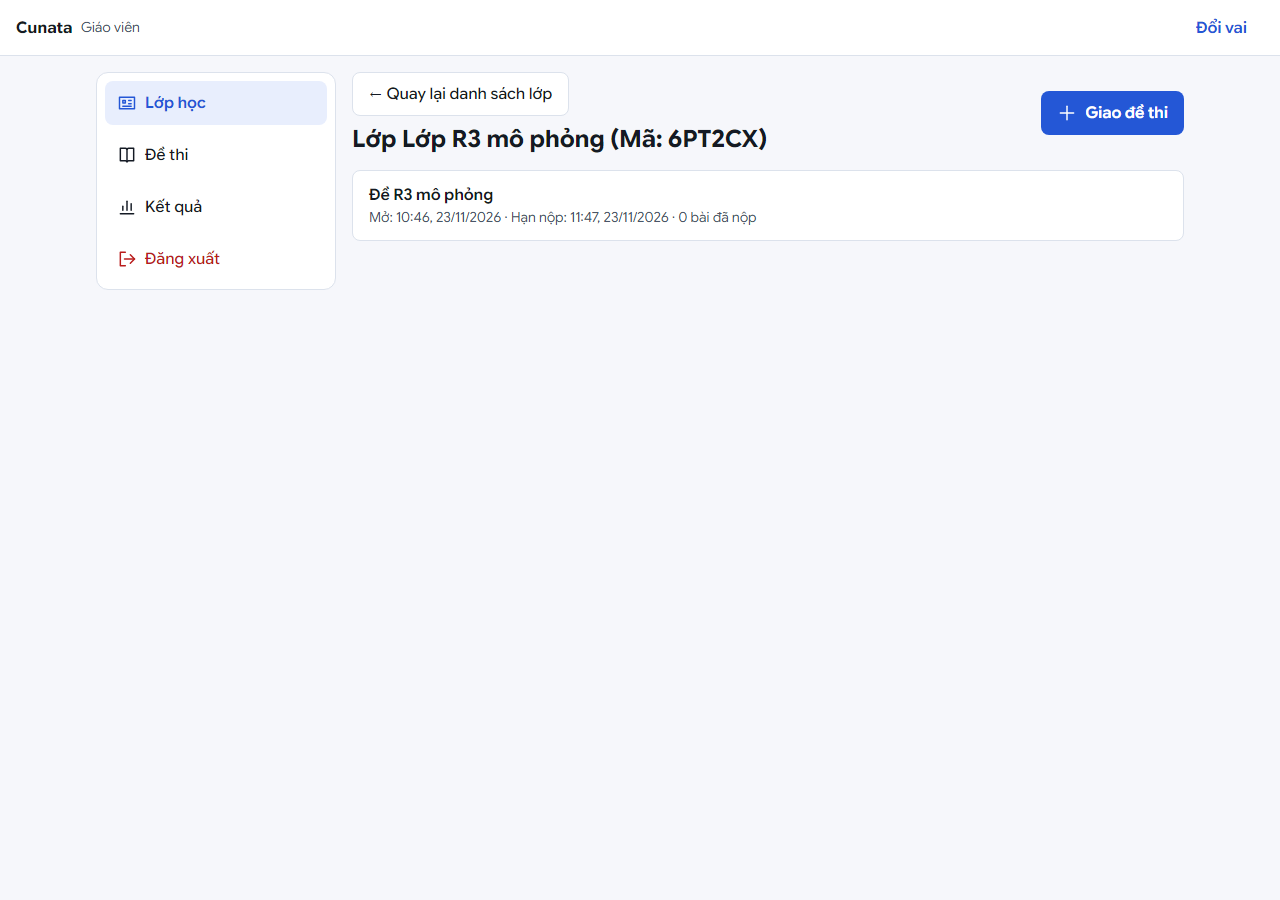 Cunata Giáo viên
Đổi vai
Lớp học
Đề thi
Kết quả
Đăng xuất
← Quay lại danh sách lớp
Lớp Lớp R3 mô phỏng (Mã: 6PT2CX)
Giao đề thi
Đề R3 mô phỏng
Mở: 10:46, 23/11/2026 · Hạn nộp: 11:47, 23/11/2026 · 0 bài đã nộp